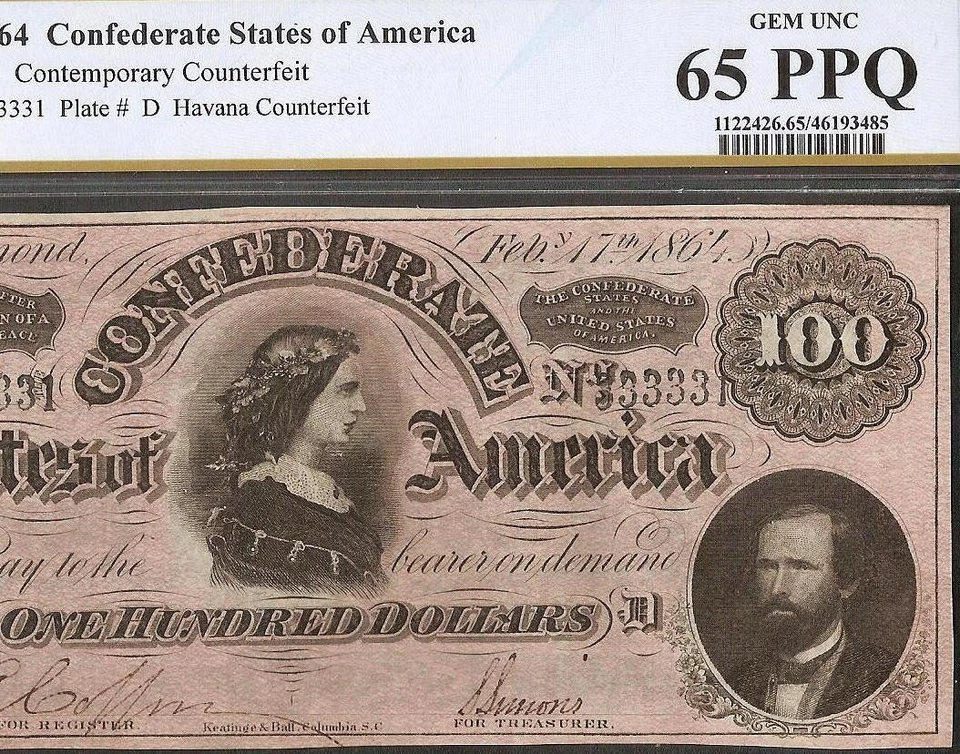 64 Confederate States of America
Contemporary Counterfeit
3331 Plate # D Havana Counterfeit
GEM UNC
65 PPQ
1122426.65/46193485
mond,
Feby 17th 1864
CONFEDERATE
FTER
N OF A
EACE
THE CONFEDERATE
STATES
AND THE
UNITED STATES
OF AMERICA.
100
331
No 33331
tes of America
ay to the bearer on demand
ONE HUNDRED DOLLARS D
FOR REGISTER
Keatinge & Ball, Columbia, S.C
FOR TREASURER.